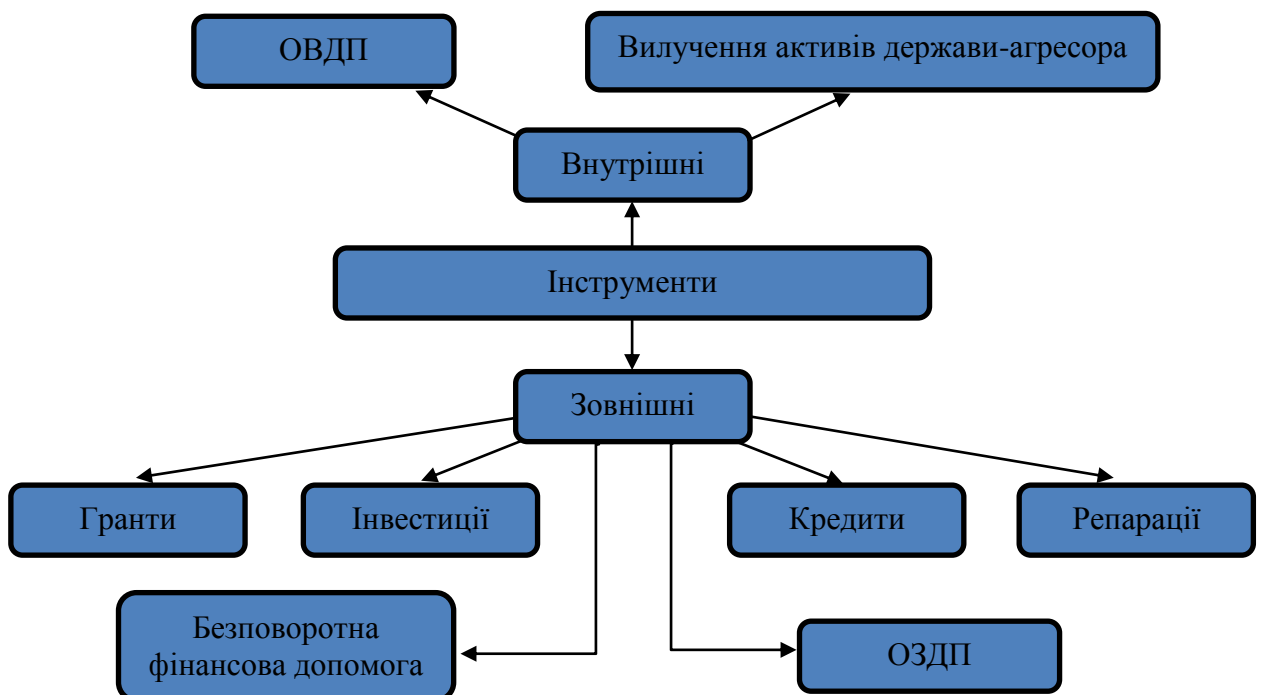 ОВДП
Вилучення активів держави-агресора
Внутрішні
Інструменти
Зовнішні
Гранти
Інвестиції
Кредити
Репарації
Безповоротна
фінансова допомога
ОЗДП